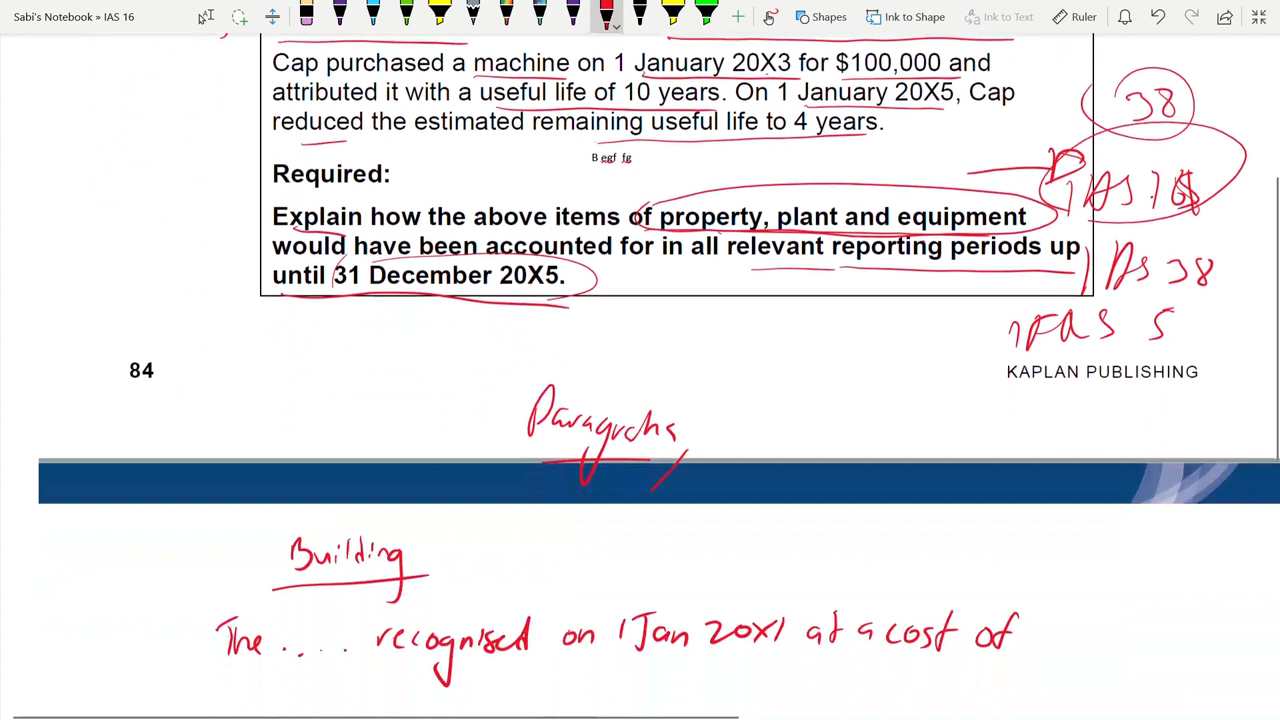 Sabi's Notebook » IAS 16
Shapes
Ink to Shape
Ink to Text
Ruler
Cap purchased a machine on 1 January 20X3 for $100,000 and
attributed it with a useful life of 10 years. On 1 January 20X5, Cap
reduced the estimated remaining useful life to 4 years.
38
B egf fg
Required:
IAS 16
Explain how the above items of property, plant and equipment
would have been accounted for in all relevant reporting periods up
until 31 December 20X5.
IAS 38
IFRS 5
84
KAPLAN PUBLISHING
Building
The .... recognised on 1 Jan 20X1 at a cost of